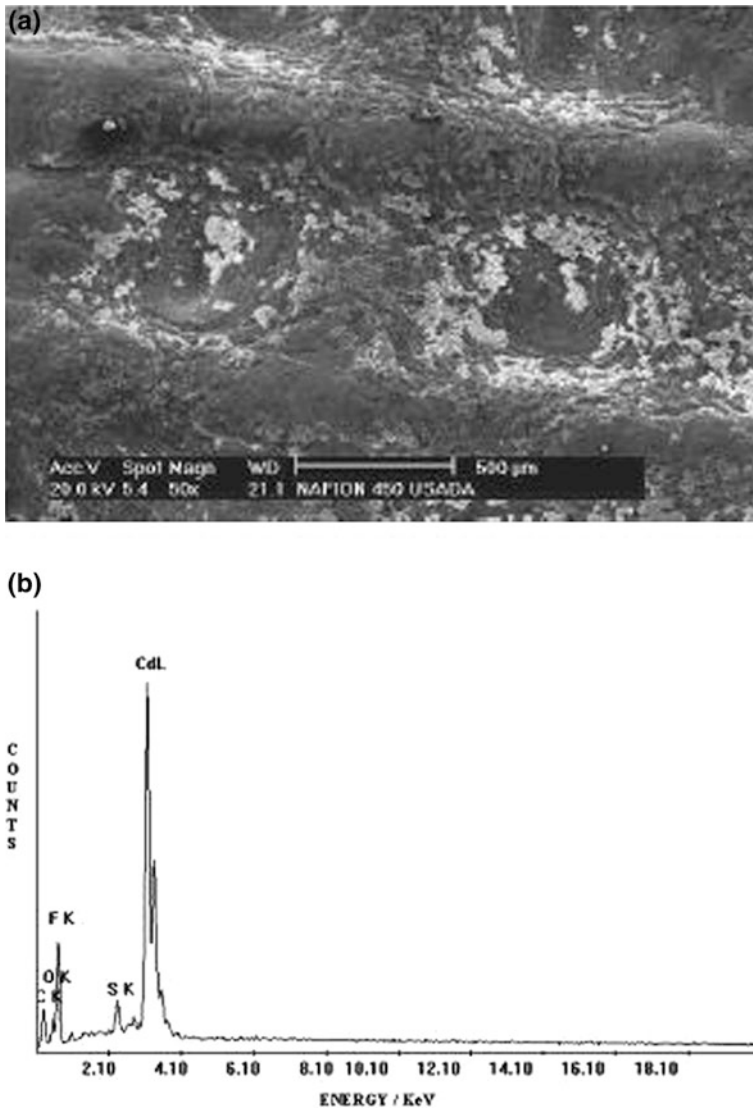 (a)
Acc.V Spot Magn WD 500 µm
20.0 kV 5.4 50x 21.1 NAFION 450 USADA
(b)
CdL
COUNTS
F K
O K
C K
S K
2.10 4.10 6.10 8.10 10.10 12.10 14.10 16.10 18.10
ENERGY / KeV